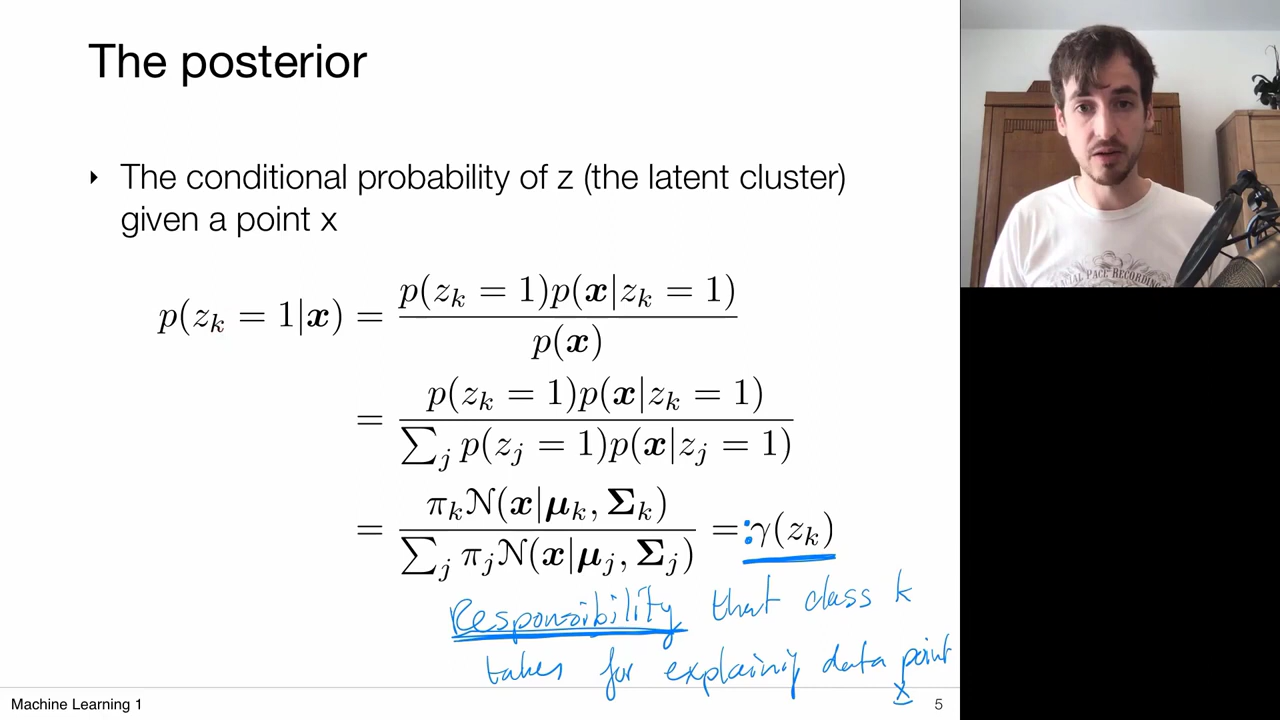 The posterior
‣ The conditional probability of z (the latent cluster)
given a point x
p(z_k = 1|x) = p(z_k = 1)p(x|z_k = 1) / p(x)
= p(z_k = 1)p(x|z_k = 1) / ∑_j p(z_j = 1)p(x|z_j = 1)
= π_k N(x|μ_k, Σ_k) / ∑_j π_j N(x|μ_j, Σ_j) =: γ(z_k)
Responsibility that class k
takes for explaining data point
x
Machine Learning 1
5